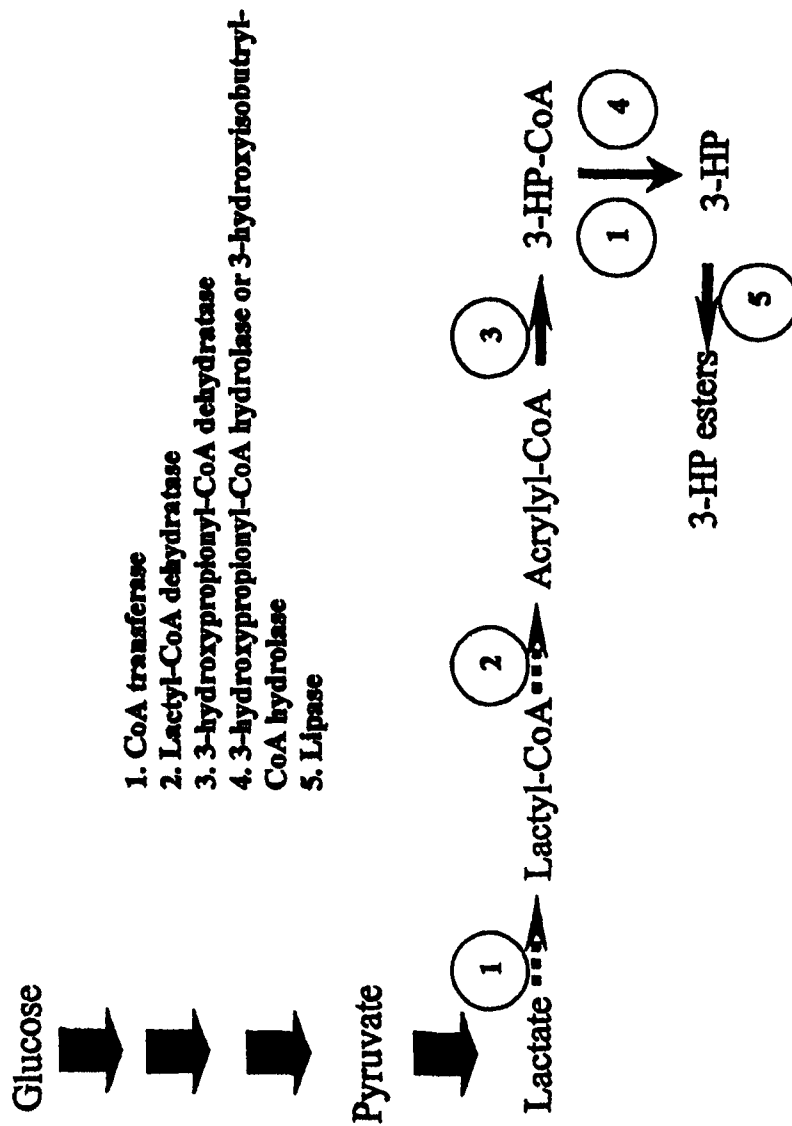 Glucose
Pyruvate
1. CoA transferase
2. Lactyl-CoA dehydratase
3. 3-hydroxypropionyl-CoA dehydratase
4. 3-hydroxypropionyl-CoA hydrolase or 3-hydroxyisobutryl-
CoA hydrolase
5. Lipase
1
2
3
Lactate
Lactyl-CoA
Acrylyl-CoA
3-HP-CoA
1
4
3-HP esters
3-HP
5